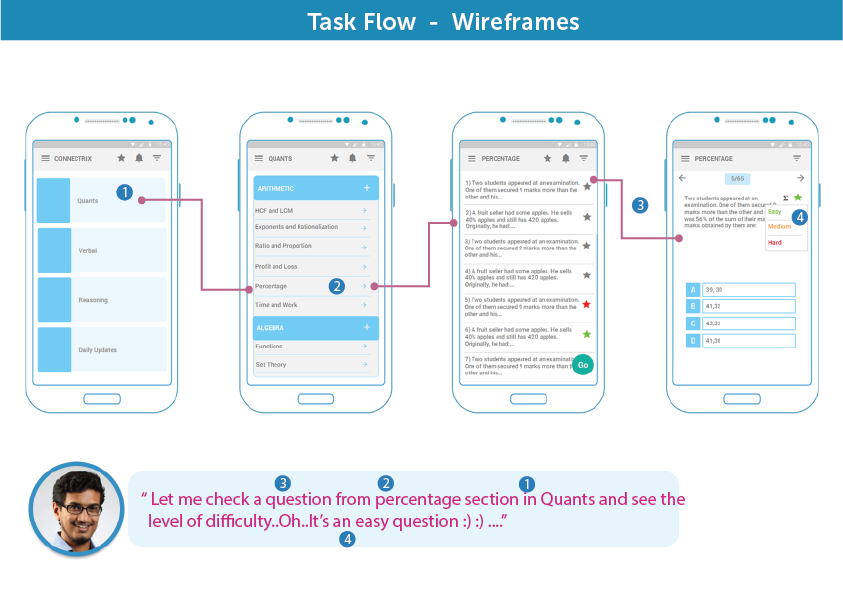 Task Flow - Wireframes
CONNECTRIX
1
Quants
Verbal
Reasoning
Daily Updates
QUANTS
ARITHMETIC +
HCF and LCM
Exponents and Rationalization
Ratio and Proportion
Profit and Loss
Percentage
2
Time and Work
ALGEBRA +
Functions
Set Theory
PERCENTAGE
1) Two students appeared at an examination.
One of them secured 9 marks more than the
other and his...
2) A fruit seller had some apples. He sells
40% apples and still has 420 apples.
Originally, he had:...
3) Two students appeared at an examination.
One of them secured 9 marks more than the
other and his...
4) A fruit seller had some apples. He sells
40% apples and still has 420 apples.
Originally, he had:...
5) Two students appeared at an examination.
One of them secured 9 marks more than the
other and his...
6) A fruit seller had some apples. He sells
40% apples and still has 420 apples.
Originally, he had:...
7) Two students appeared at an examinati
One of them secured 9 marks more than t
other and his...
Go
3
PERCENTAGE
5/65
Two students appeared at an Σ
examination. One of them secured 9
marks more than the other and
was 56% of the sum of their ma
marks obtained by them are:
Easy
Medium
Hard
4
A 39, 30
B 41,32
C
D 41,38
3 2 1
“ Let me check a question from percentage section in Quants and see the
level of difficulty..Oh..It’s an easy question :) :) ....”
4